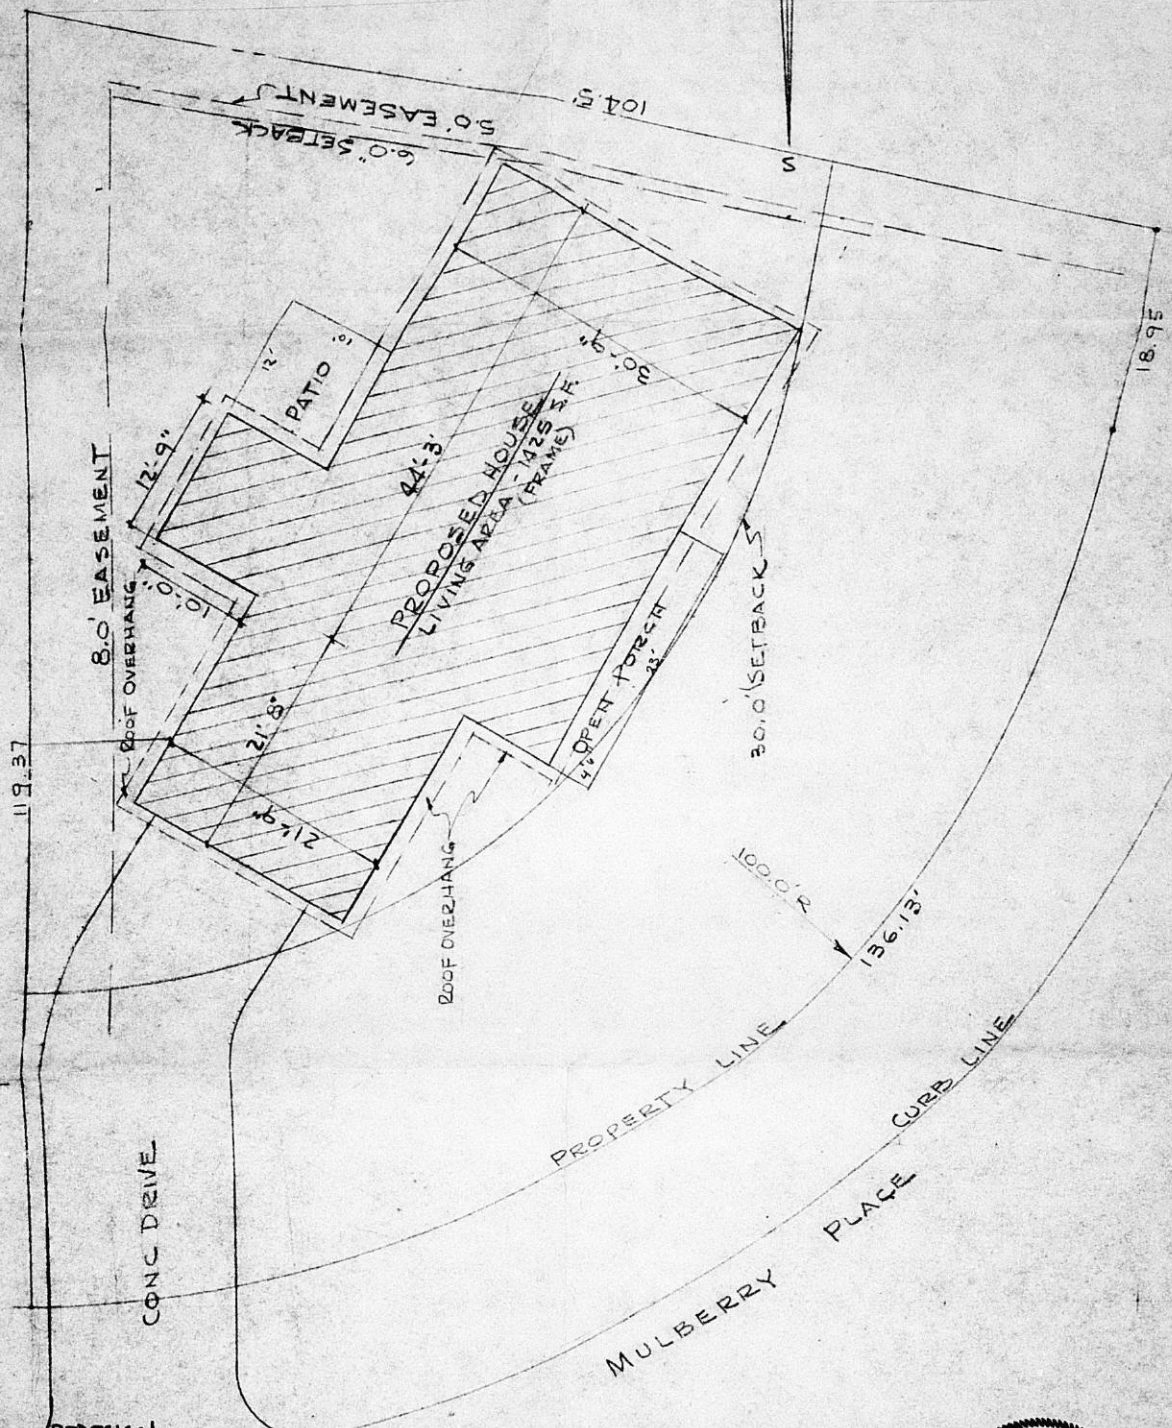 104.5'
5.0' EASEMENT
6.0' SETBACK
S
18.95
12'
10'
PATIO
12'-9"
8.0' EASEMENT
30'-9"
44'-3"
PROPOSED HOUSE
LIVING AREA - 1425 S.F.
(FRAME)
10'-0"
ROOF OVERHANG
119.37
21'-8"
21'-9"
OPEN PORCH
23'
4'6"
30.0' SETBACK
ROOF OVERHANG
100.0'R
136.13'
PROPERTY LINE
CURB LINE
CONC DRIVE
MULBERRY PLACE